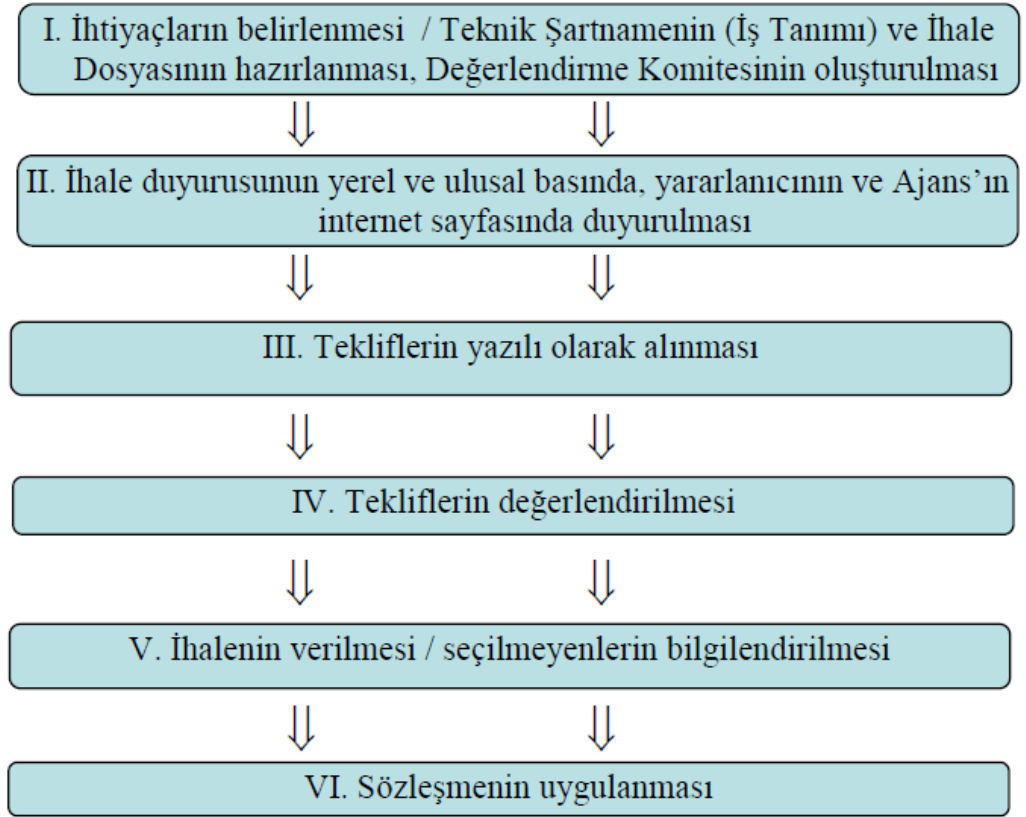 I. İhtiyaçların belirlenmesi / Teknik Şartnamenin (İş Tanımı) ve İhale
Dosyasının hazırlanması, Değerlendirme Komitesinin oluşturulması
II. İhale duyurusunun yerel ve ulusal basında, yararlanıcının ve Ajans’ın
internet sayfasında duyurulması
III. Tekliflerin yazılı olarak alınması
IV. Tekliflerin değerlendirilmesi
V. İhalenin verilmesi / seçilmeyenlerin bilgilendirilmesi
VI. Sözleşmenin uygulanması